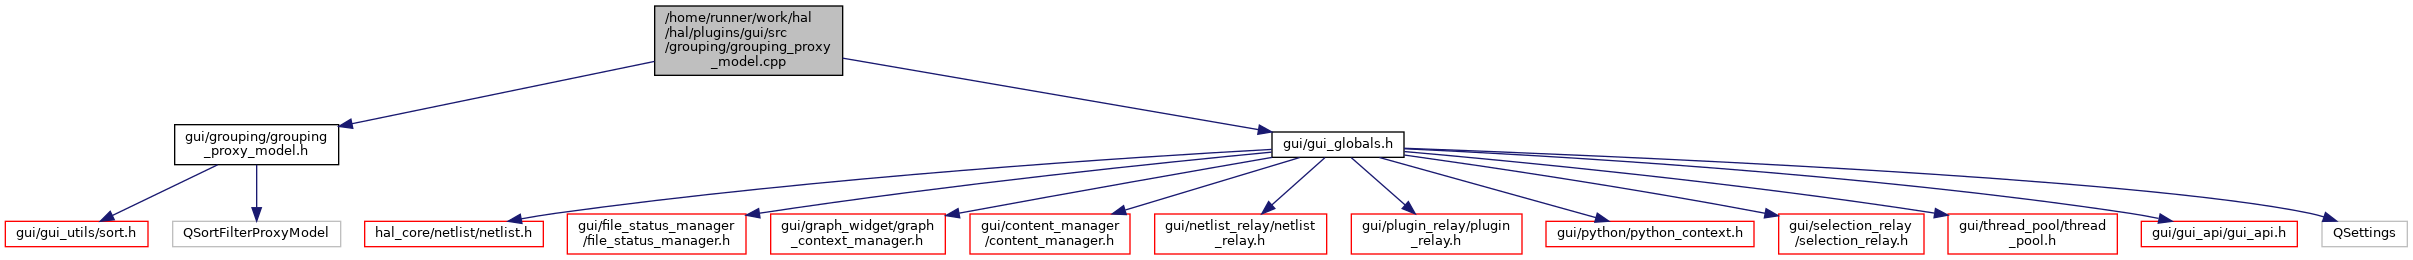 /home/runner/work/hal
/hal/plugins/gui/src
/grouping/grouping_proxy
_model.cpp
gui/grouping/grouping
_proxy_model.h
gui/gui_globals.h
gui/gui_utils/sort.h
QSortFilterProxyModel
hal_core/netlist/netlist.h
gui/file_status_manager
/file_status_manager.h
gui/graph_widget/graph
_context_manager.h
gui/content_manager
/content_manager.h
gui/netlist_relay/netlist
_relay.h
gui/plugin_relay/plugin
_relay.h
gui/python/python_context.h
gui/selection_relay
/selection_relay.h
gui/thread_pool/thread
_pool.h
gui/gui_api/gui_api.h
QSettings